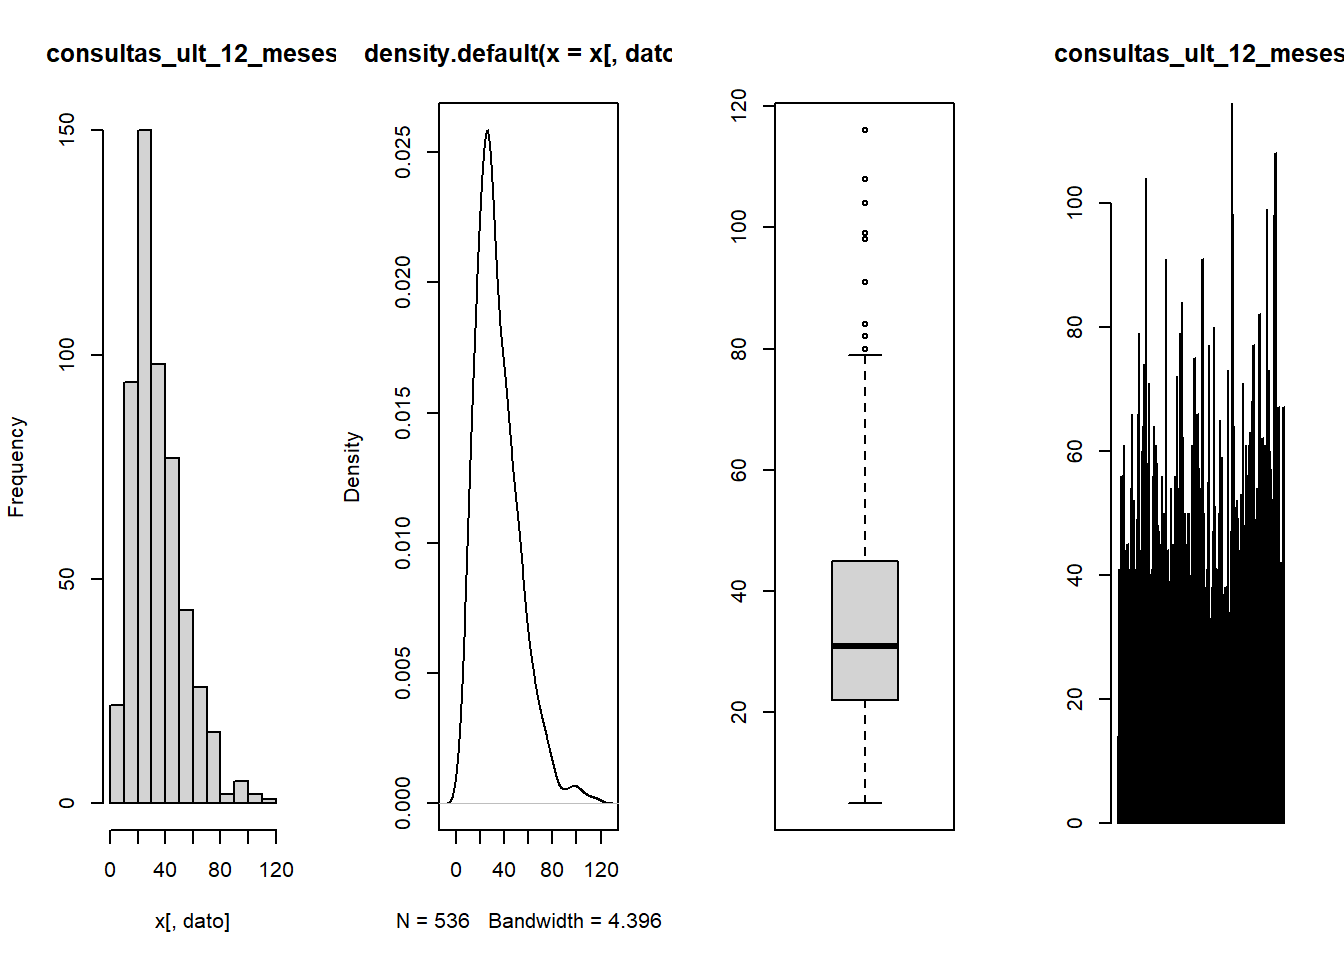 consultas_ult_12_meses
Frequency
150
100
50
0
0 40 80 120
x[, dato]
density.default(x = x[, dato
Density
0.025
0.020
0.015
0.010
0.005
0.000
0 40 80 120
N = 536 Bandwidth = 4.396
120
100
80
60
40
20
consultas_ult_12_meses
100
80
60
40
20
0